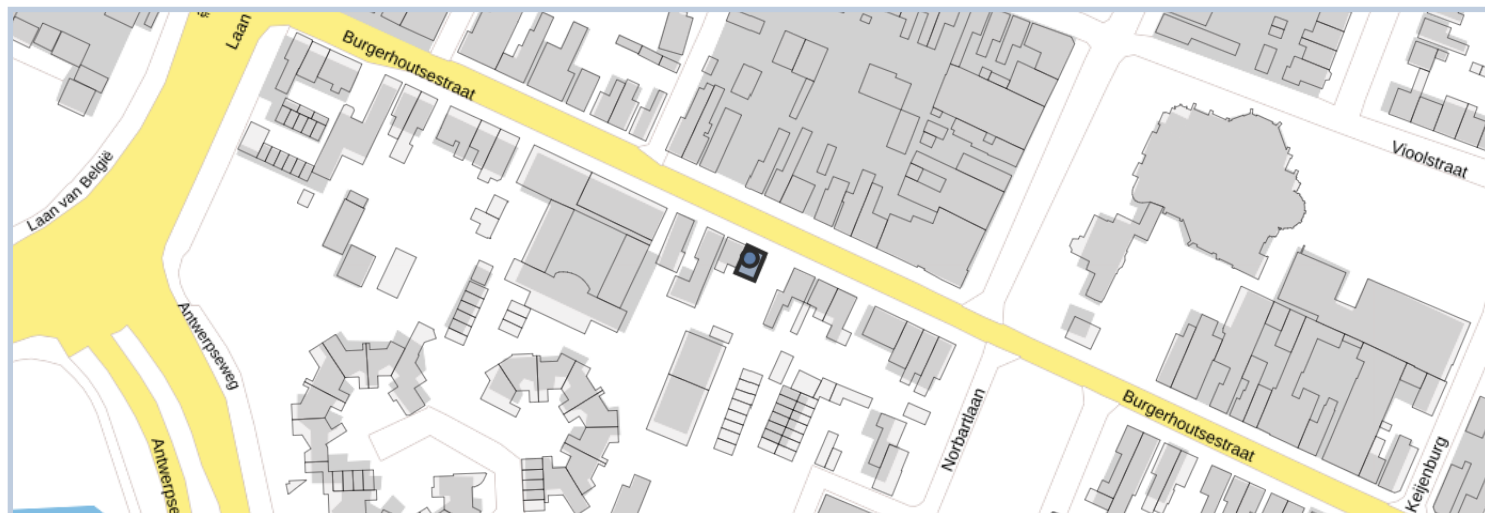 Laan
Burgerhoutsestraat
Vioolstraat
Laan van België
Antwerpseweg
Norbartlaan
Burgerhoutsestraat
Keijenburg
Antwerpse